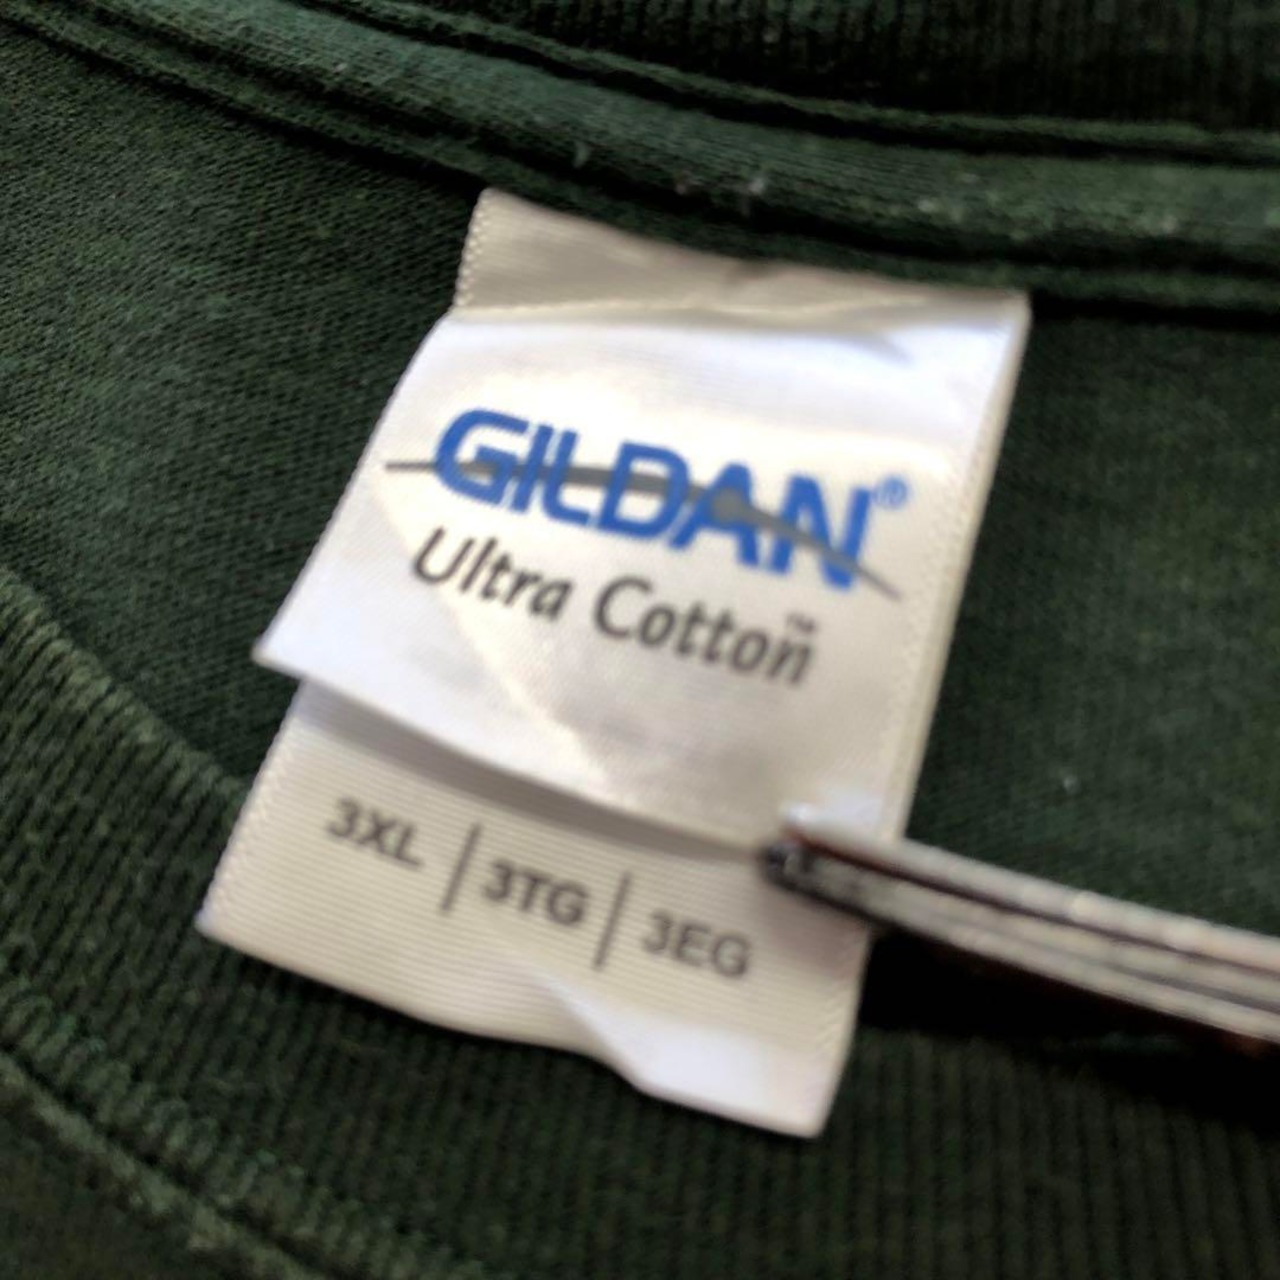 GILDAN®
Ultra Cotton™
3XL | 3TG | 3EG